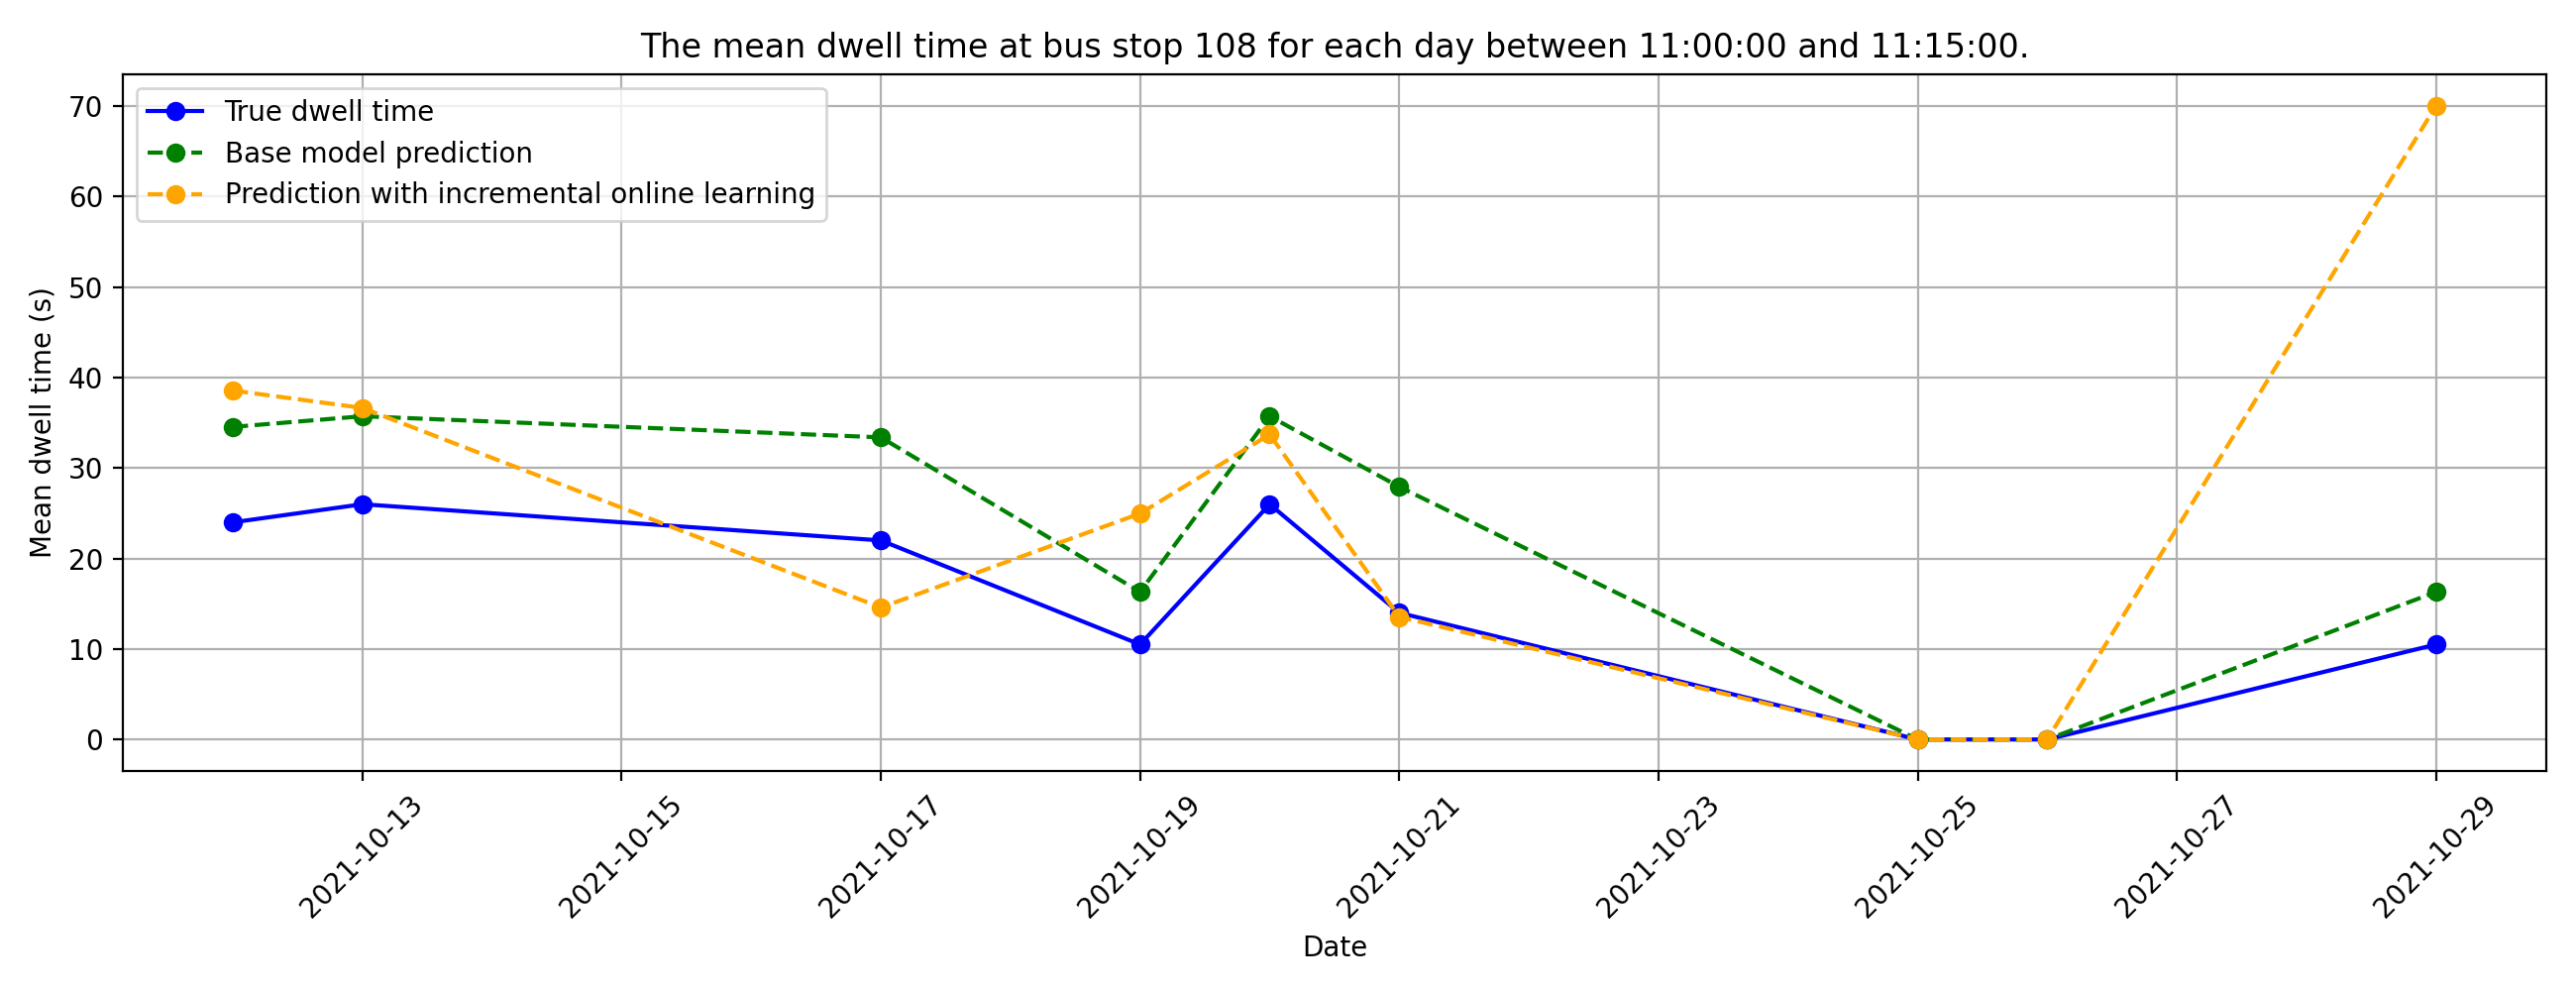 The mean dwell time at bus stop 108 for each day between 11:00:00 and 11:15:00.
True dwell time
Base model prediction
Prediction with incremental online learning
Mean dwell time (s)
70
60
50
40
30
20
10
0
2021-10-13
2021-10-15
2021-10-17
2021-10-19
2021-10-21
2021-10-23
2021-10-25
2021-10-27
2021-10-29
Date